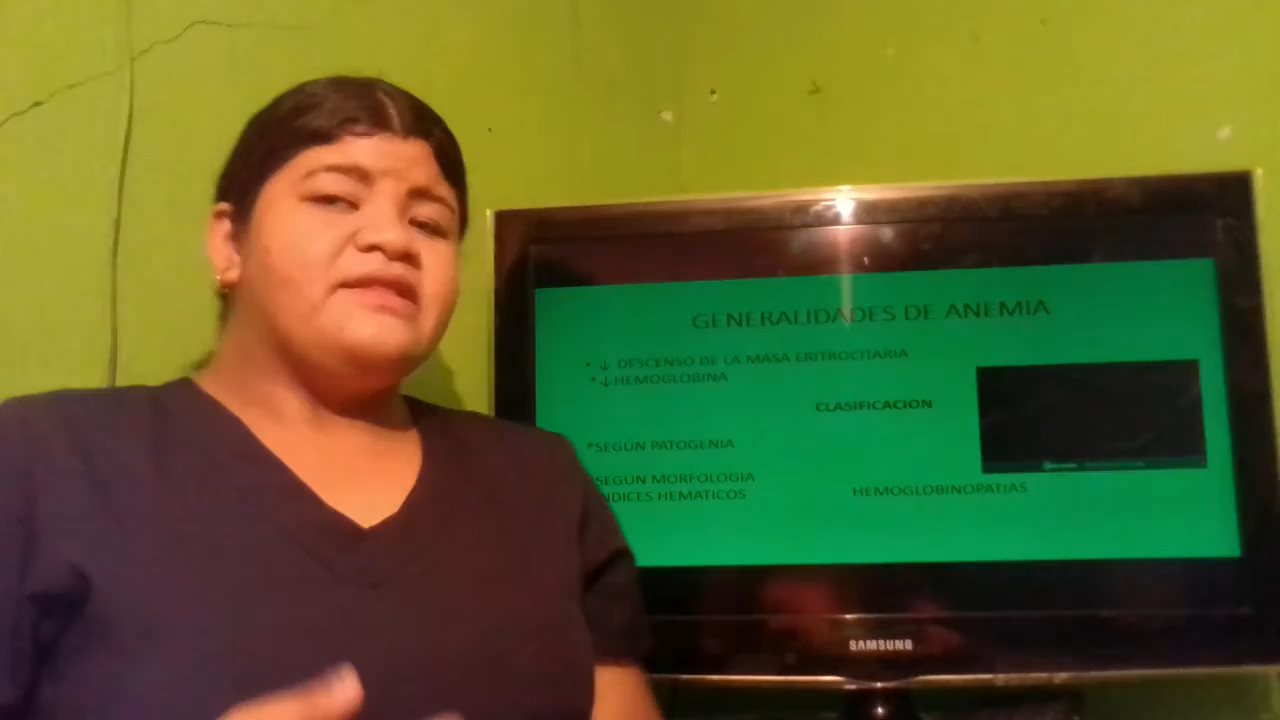 GENERALIDADES DE ANEMIA
• ↓ DESCENSO DE LA MASA ERITROCITARIA
*↓HEMOGLOBINA
CLASIFICACION
*SEGÚN PATOGENIA
SEGÚN MORFOLOGIA
NDICES HEMATICOS
HEMOGLOBINOPATIAS
SAMSUNG